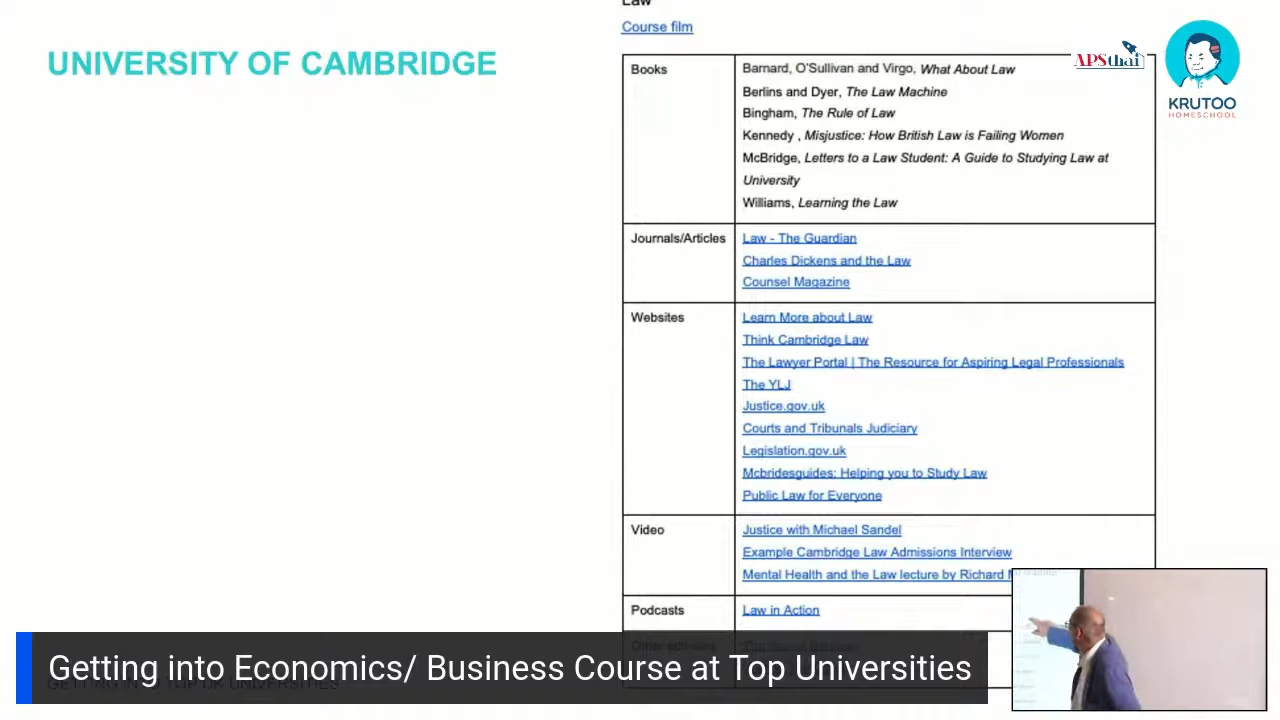 Law
Course film
UNIVERSITY OF CAMBRIDGE
APSthai
KRUTOO
HOMESCHOOL
Books
Barnard, O'Sullivan and Virgo, What About Law
Berlins and Dyer, The Law Machine
Bingham, The Rule of Law
Kennedy , Misjustice: How British Law is Failing Women
McBridge, Letters to a Law Student: A Guide to Studying Law at
University
Williams, Learning the Law
Journals/Articles
Law - The Guardian
Charles Dickens and the Law
Counsel Magazine
Websites
Learn More about Law
Think Cambridge Law
The Lawyer Portal | The Resource for Aspiring Legal Professionals
The YLJ
Justice.gov.uk
Courts and Tribunals Judiciary
Legislation.gov.uk
Mcbridesguides: Helping you to Study Law
Public Law for Everyone
Video
Justice with Michael Sandel
Example Cambridge Law Admissions Interview
Mental Health and the Law lecture by Richard
Podcasts
Law in Action
Getting into Economics/ Business Course at Top Universities